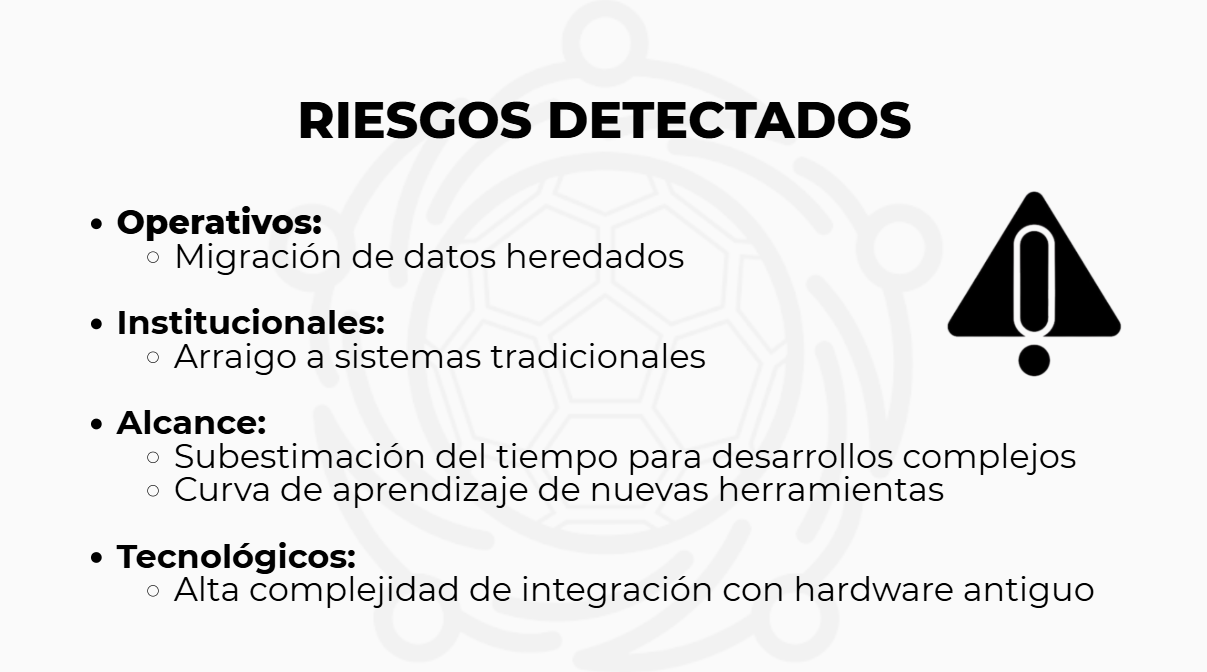 RIESGOS DETECTADOS
• Operativos:
○ Migración de datos heredados
• Institucionales:
○ Arraigo a sistemas tradicionales
• Alcance:
○ Subestimación del tiempo para desarrollos complejos
○ Curva de aprendizaje de nuevas herramientas
• Tecnológicos:
○ Alta complejidad de integración con hardware antiguo